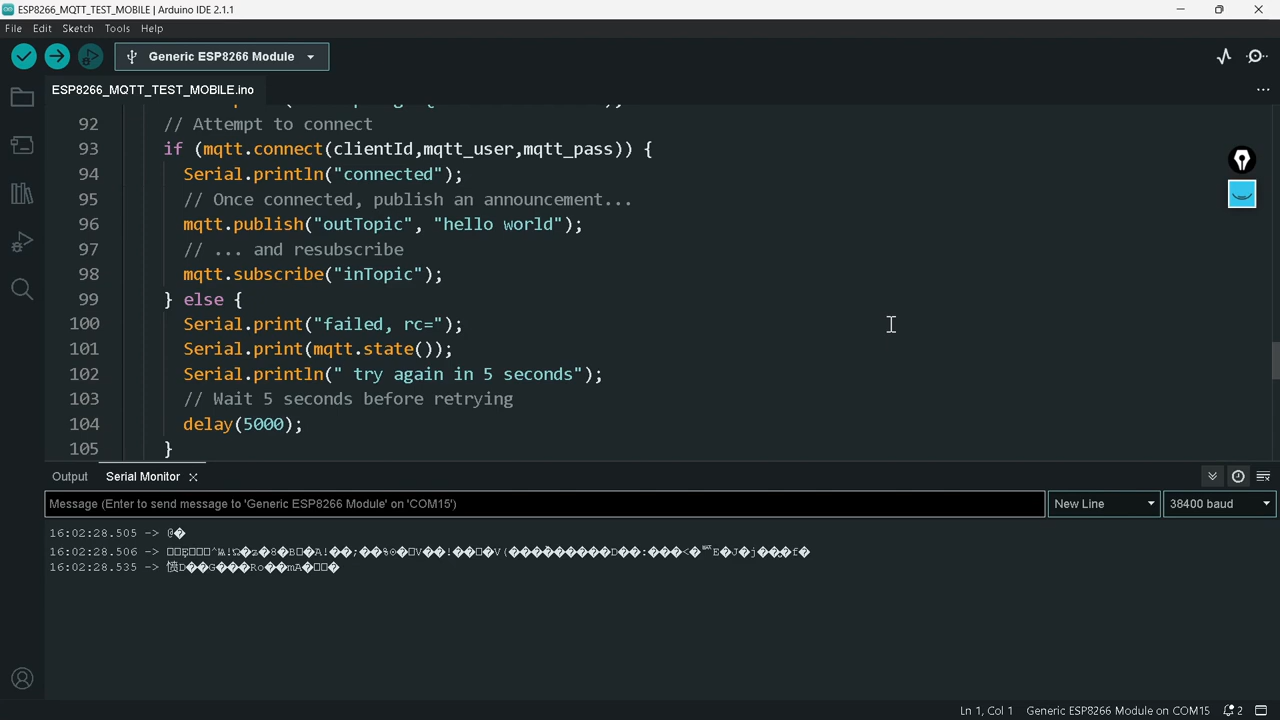 ESP8266_MQTT_TEST_MOBILE | Arduino IDE 2.1.1
File Edit Sketch Tools Help
Generic ESP8266 Module
ESP8266_MQTT_TEST_MOBILE.ino
92 // Attempt to connect
93 if (mqtt.connect(clientId,mqtt_user,mqtt_pass)) {
94 Serial.println("connected");
95 // Once connected, publish an announcement...
96 mqtt.publish("outTopic", "hello world");
97 // ... and resubscribe
98 mqtt.subscribe("inTopic");
99 } else {
100 Serial.print("failed, rc=");
101 Serial.print(mqtt.state());
102 Serial.println(" try again in 5 seconds");
103 // Wait 5 seconds before retrying
104 delay(5000);
105 }
Output Serial Monitor
Message (Enter to send message to 'Generic ESP8266 Module' on 'COM15')
New Line
38400 baud
16:02:28.505 -> @�
16:02:28.506 ->
16:02:28.535 ->
Ln 1, Col 1 Generic ESP8266 Module on COM15 2